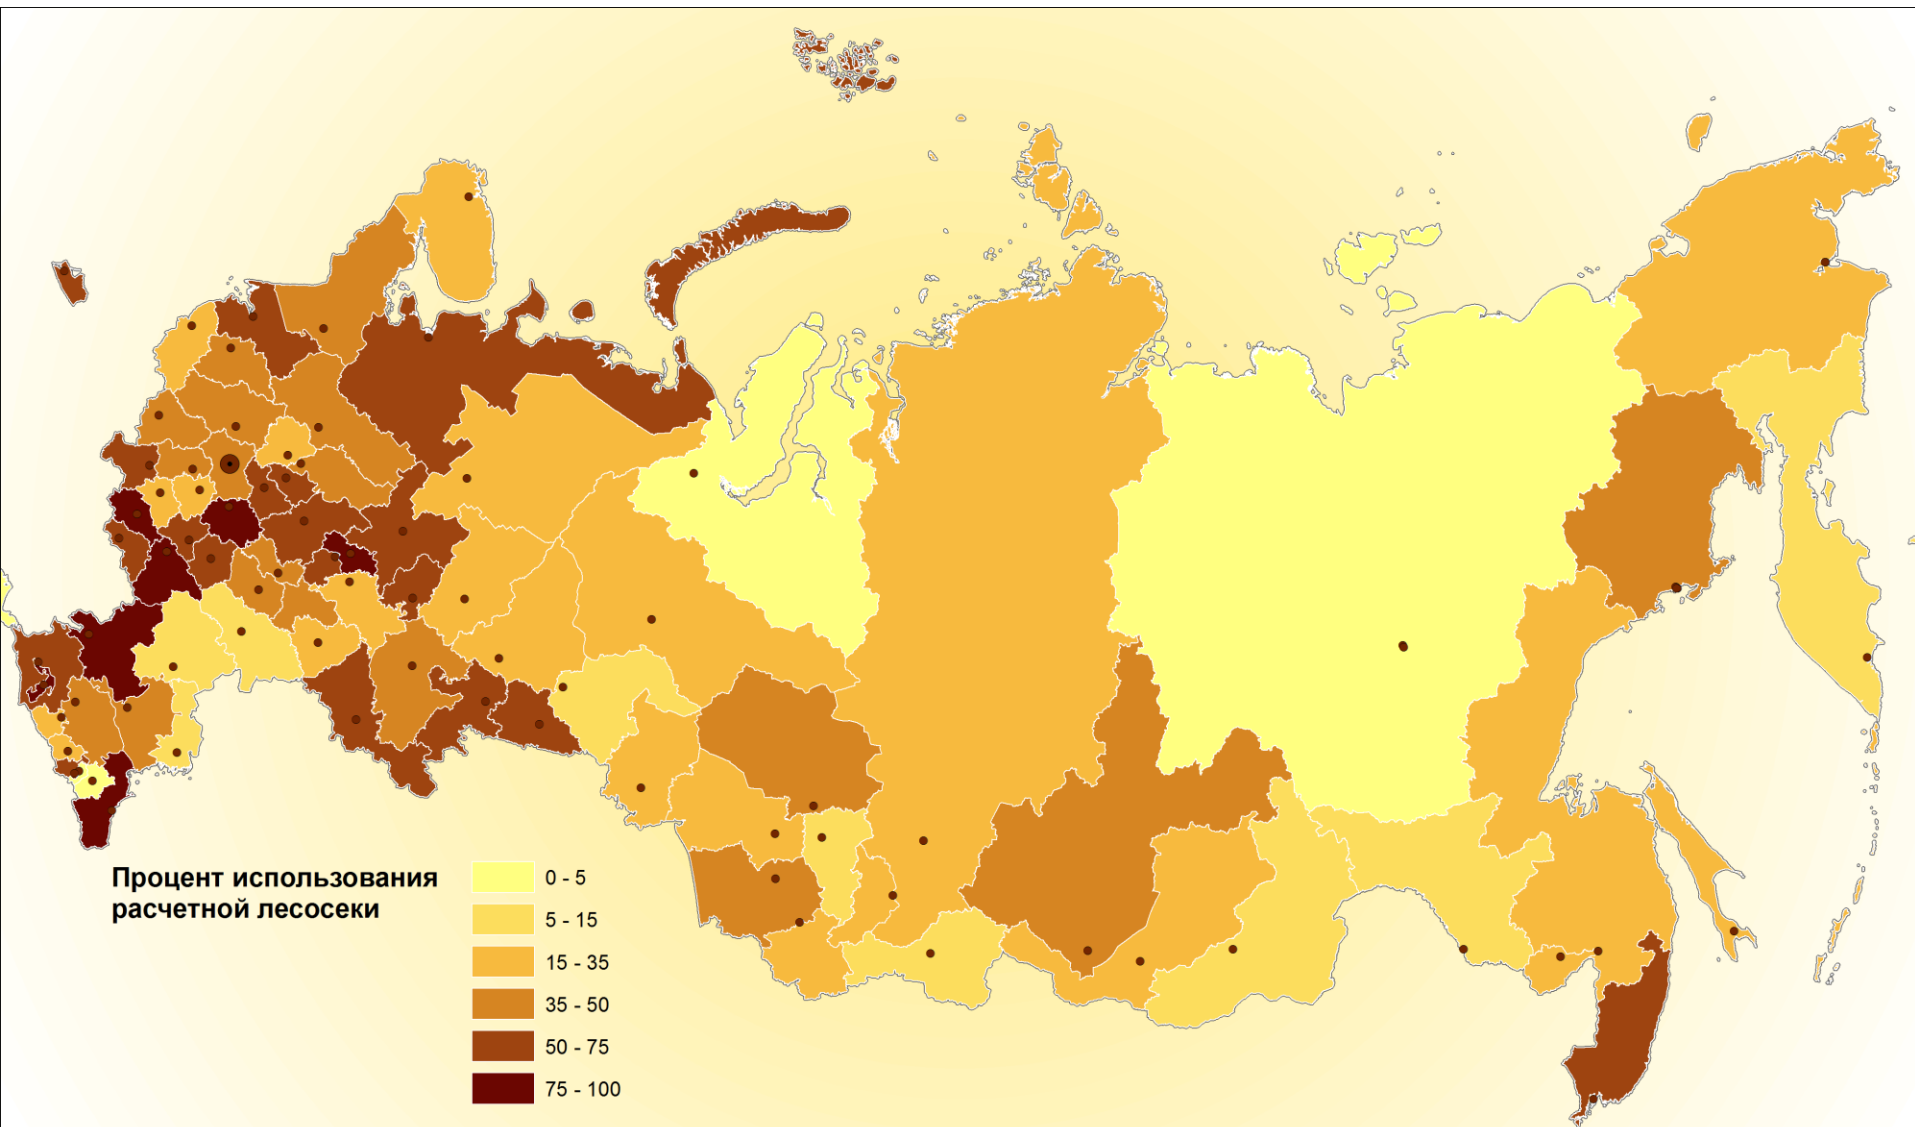 Процент использования
расчетной лесосеки
0 - 5
5 - 15
15 - 35
35 - 50
50 - 75
75 - 100